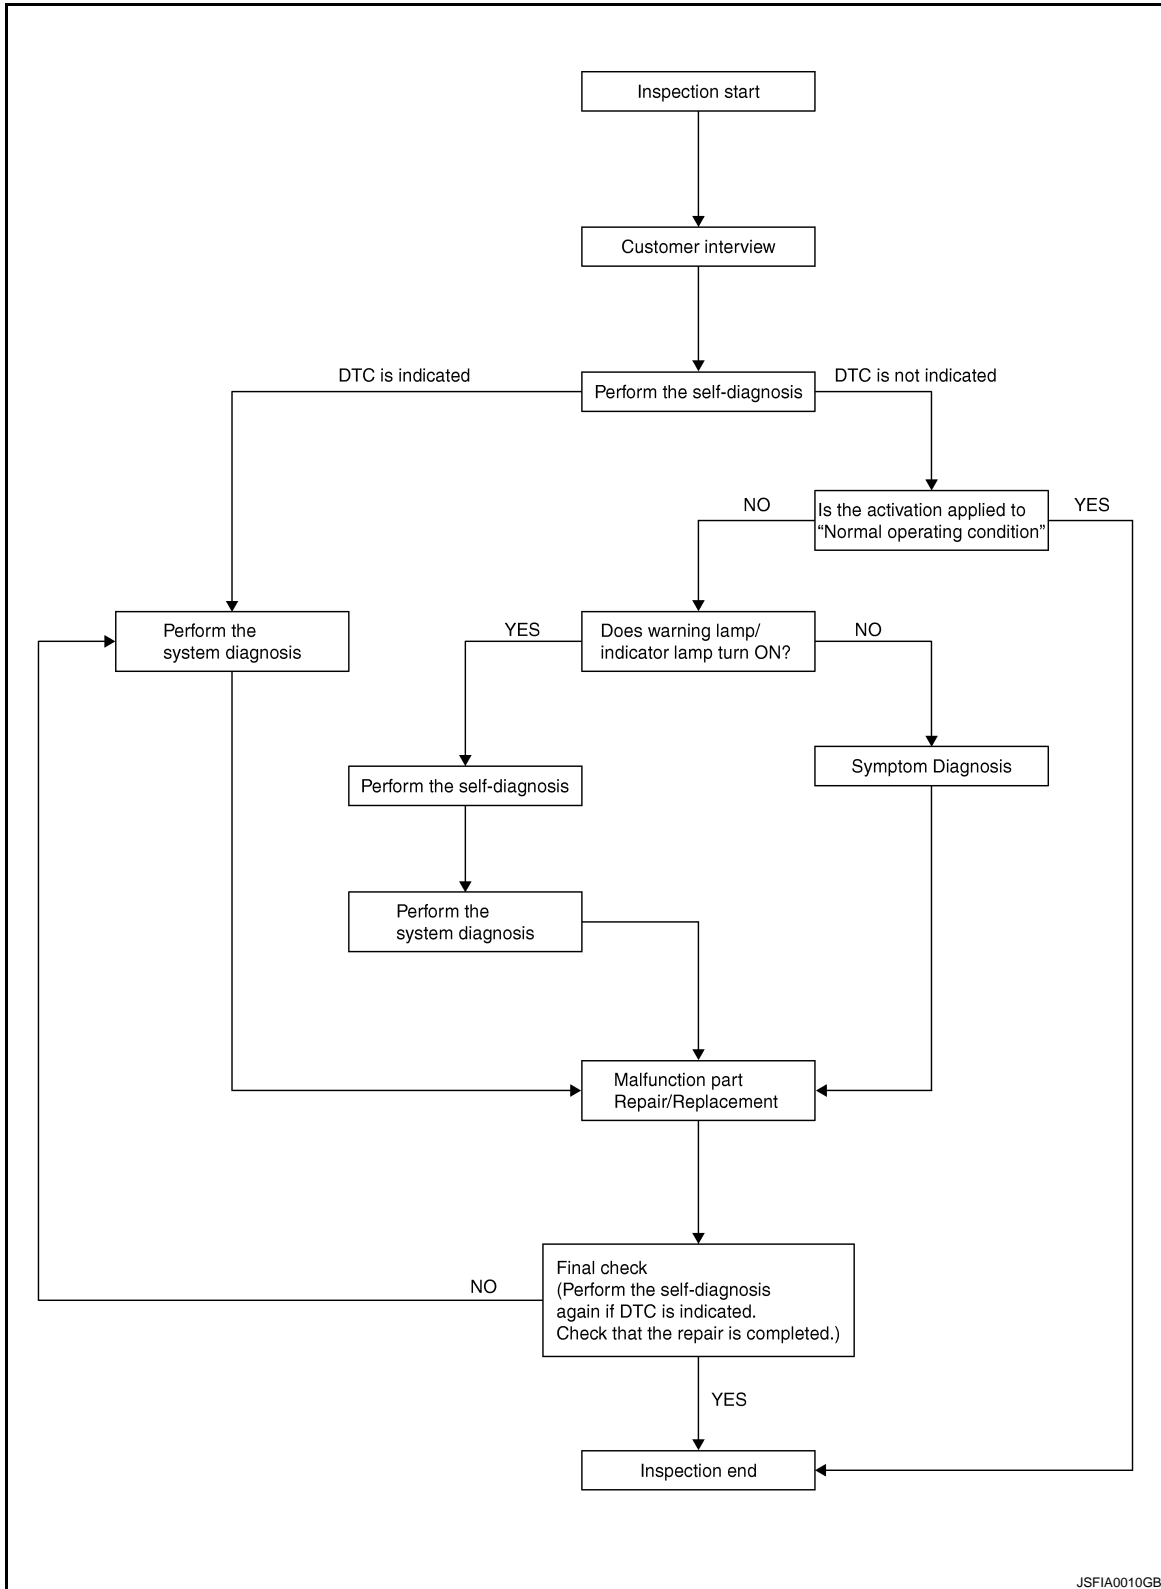 Inspection start
Customer interview
DTC is indicated
Perform the self-diagnosis
DTC is not indicated
NO
Is the activation applied to
“Normal operating condition”
YES
Perform the
system diagnosis
YES
Does warning lamp/
indicator lamp turn ON?
NO
Perform the self-diagnosis
Symptom Diagnosis
Perform the
system diagnosis
Malfunction part
Repair/Replacement
Final check
(Perform the self-diagnosis
again if DTC is indicated.
Check that the repair is completed.)
NO
YES
Inspection end
JSFIA0010GB